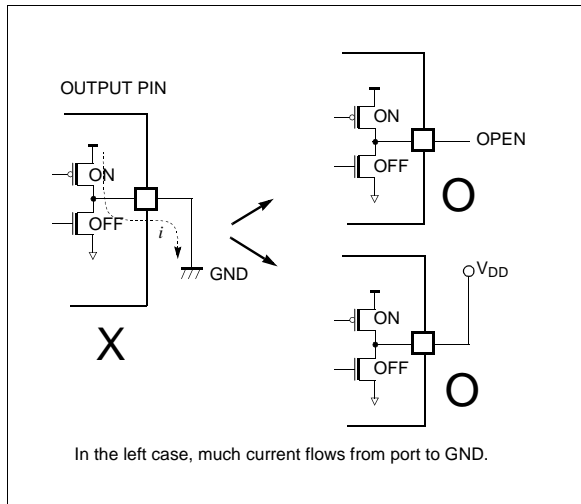 OUTPUT PIN
ON
OFF
i
GND
X
ON
OFF
OPEN
O
ON
OFF
VDD
O
In the left case, much current flows from port to GND.